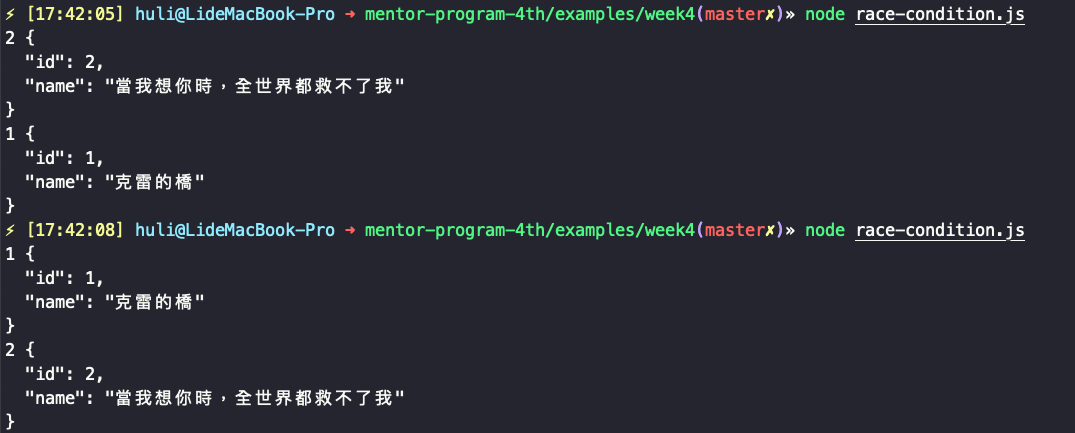 ⚡ [17:42:05] huli@LideMacBook-Pro → mentor-program-4th/examples/week4(master✗)» node race-condition.js
2 {
  "id": 2,
  "name": "當我想你時，全世界都救不了我"
}
1 {
  "id": 1,
  "name": "克雷的橋"
}
⚡ [17:42:08] huli@LideMacBook-Pro → mentor-program-4th/examples/week4(master✗)» node race-condition.js
1 {
  "id": 1,
  "name": "克雷的橋"
}
2 {
  "id": 2,
  "name": "當我想你時，全世界都救不了我"
}